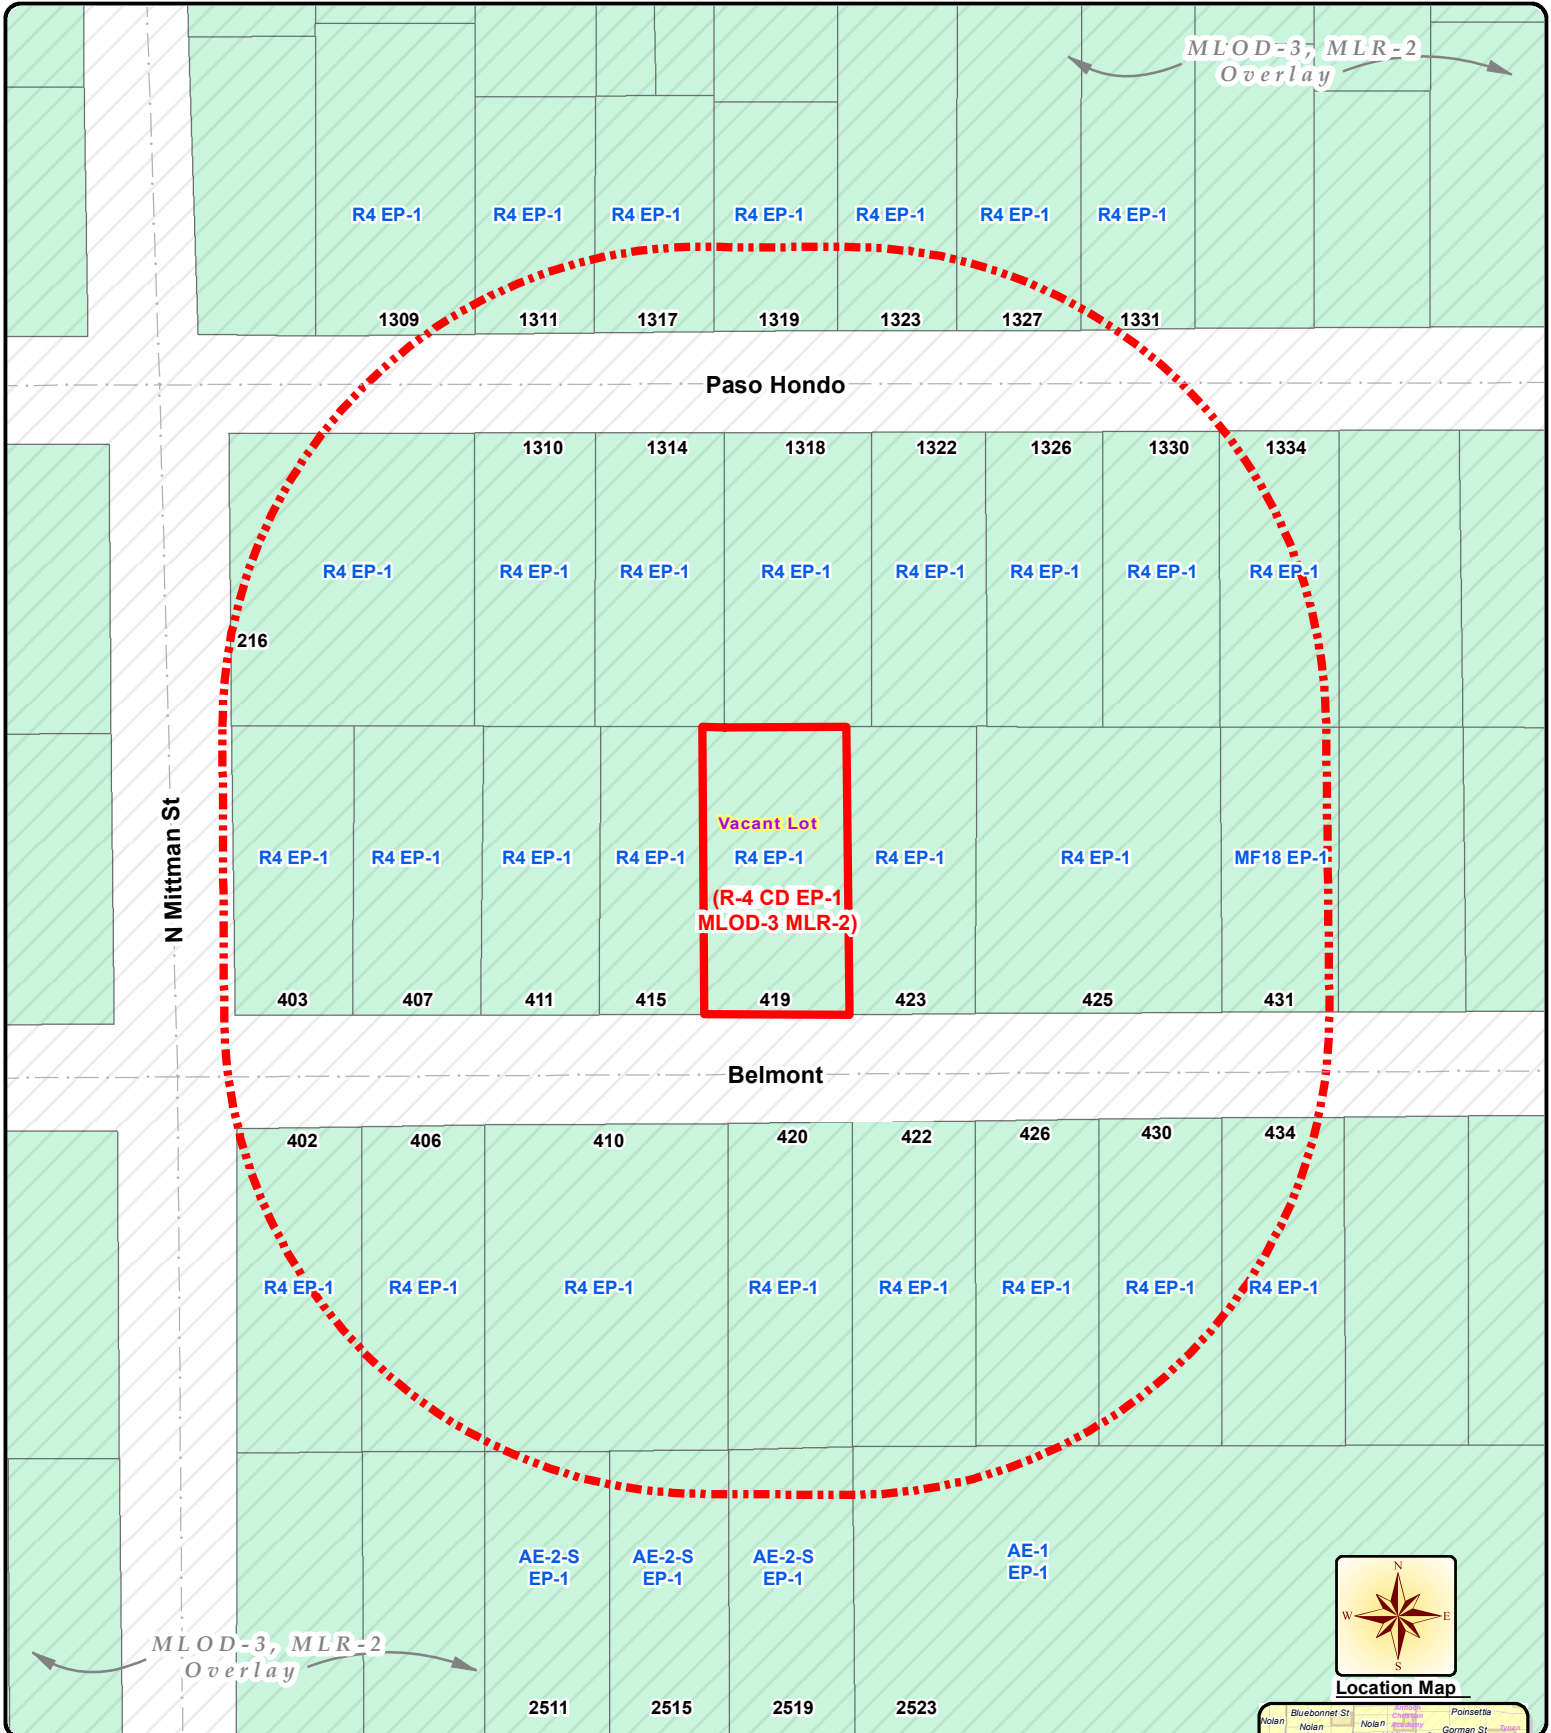 MLOD-3, MLR-2
Overlay
R4 EP-1 R4 EP-1 R4 EP-1 R4 EP-1 R4 EP-1 R4 EP-1 R4 EP-1
1309 1311 1317 1319 1323 1327 1331
Paso Hondo
1310 1314 1318 1322 1326 1330 1334
R4 EP-1 R4 EP-1 R4 EP-1 R4 EP-1 R4 EP-1 R4 EP-1 R4 EP-1 R4 EP-1
216
N Mittman St
Vacant Lot
R4 EP-1 R4 EP-1 R4 EP-1 R4 EP-1 R4 EP-1 R4 EP-1 R4 EP-1 MF18 EP-1
(R-4 CD EP-1
MLOD-3 MLR-2)
403 407 411 415 419 423 425 431
Belmont
402 406 410 420 422 426 430 434
R4 EP-1 R4 EP-1 R4 EP-1 R4 EP-1 R4 EP-1 R4 EP-1 R4 EP-1 R4 EP-1
AE-2-S AE-2-S AE-2-S AE-1
EP-1 EP-1 EP-1 EP-1
N
W E
S
MLOD-3, MLR-2
Overlay
2511 2515 2519 2523
Location Map
Bluebonnet St Poinsettia
Nolan Nolan Nolan Gorman St
Antioch
Christian
Academy
Tynan